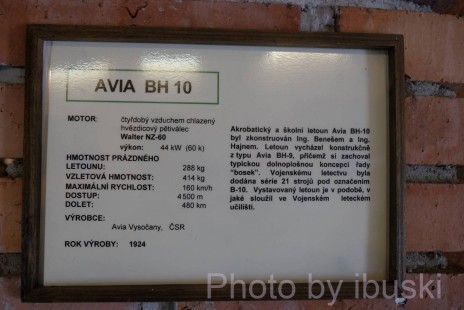 AVIA BH 10
MOTOR: čtyřdobý vzduchem chlazený
hvězdicový pětiválec
Walter NZ-60
výkon: 44 kW (60 k)
HMOTNOST PRÁZDNÉHO
LETOUNU: 288 kg
VZLETOVÁ HMOTNOST: 414 kg
MAXIMÁLNÍ RYCHLOST: 160 km/h
DOSTUP: 4500 m
DOLET: 480 km
VÝROBCE:
Avia Vysočany, ČSR
ROK VÝROBY: 1924
Akrobatický a školní letoun Avia BH-10
byl zkonstruován Ing. Benešem a Ing.
Hajnem. Letoun vycházel konstrukčně
z typu Avia BH-9, přičemž si zachoval
typickou dolnoplošnou koncepci řady
"bosek". Vojenskému letectvu byla
dodána série 21 strojů pod označením
B-10. Vystavovaný letoun je v podobě, v
jaké sloužil ve Vojenském leteckém
učilišti.
Photo by ibuski